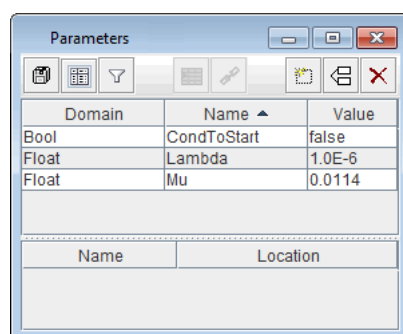 Parameters
Domain Name Value
Bool CondToStart false
Float Lambda 1.0E-6
Float Mu 0.0114
Name Location